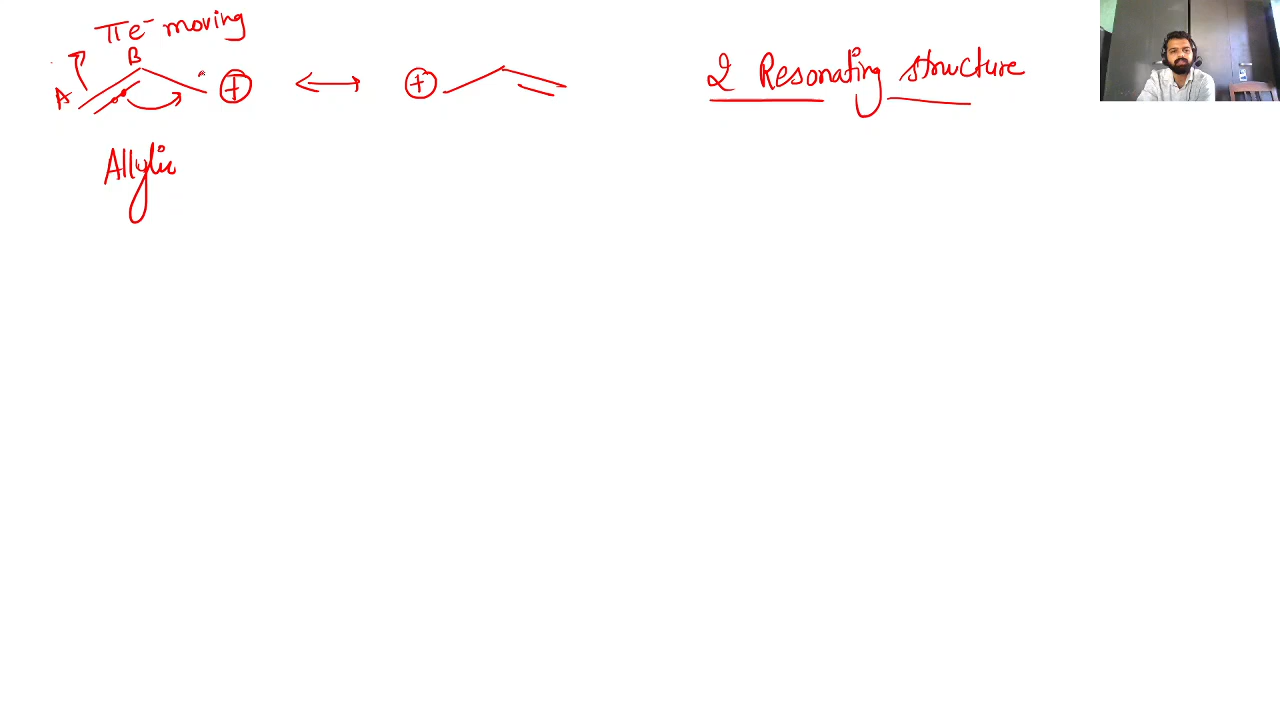 πe⁻ moving
B
A
⊕ ⟷ ⊕
2 Resonating structure
Allylic